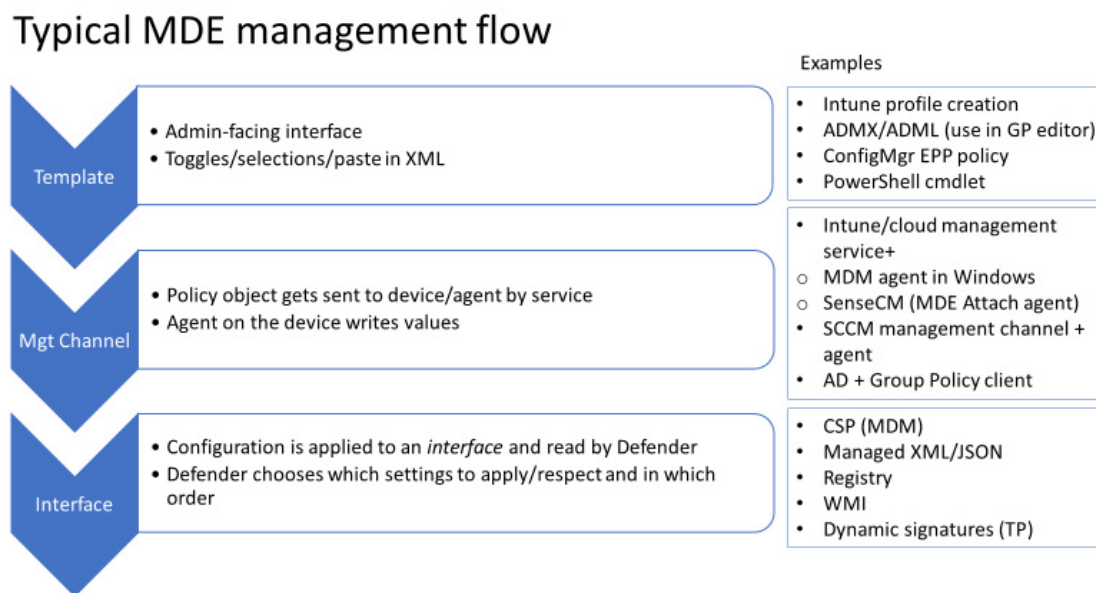 Typical MDE management flow
Examples
Template
• Admin-facing interface
• Toggles/selections/paste in XML
• Intune profile creation
• ADMX/ADML (use in GP editor)
• ConfigMgr EPP policy
• PowerShell cmdlet
Mgt Channel
• Policy object gets sent to device/agent by service
• Agent on the device writes values
• Intune/cloud management
service+
o MDM agent in Windows
o SenseCM (MDE Attach agent)
• SCCM management channel +
agent
• AD + Group Policy client
Interface
• Configuration is applied to an interface and read by Defender
• Defender chooses which settings to apply/respect and in which
order
• CSP (MDM)
• Managed XML/JSON
• Registry
• WMI
• Dynamic signatures (TP)